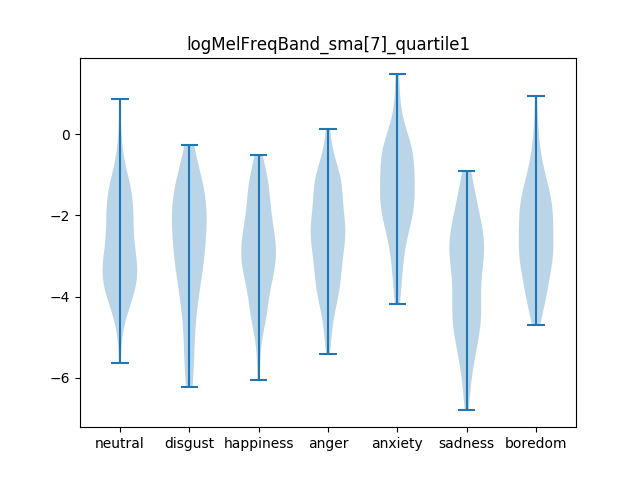 logMelFreqBand_sma[7]_quartile1
0
−2
−4
−6
neutral disgust happiness anger anxiety sadness boredom